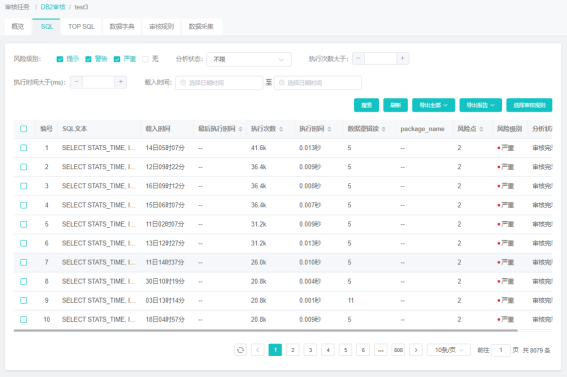 审核任务 / DB2审核 / test3
概览 SQL TOP SQL 数据字典 审核规则 数据采集
风险级别: 提示 警告 严重 无 分析状态: 不限 执行次数大于: - +
执行时间大于(ms): - + 载入时间: 选择日期时间 至 选择日期时间
搜索 刷新 导出全部 导出报告 选择审核规则
编号 SQL文本 载入时间 最后执行时间 执行次数 执行时间 数据逻辑读 package_name 风险点 风险级别 分析状
1 SELECT STATS_TIME, I... 14日05时07分 -- 41.6k 0.013秒 5 -- 2 严重 审核完
2 SELECT STATS_TIME, I... 12日09时22分 -- 36.4k 0.009秒 5 -- 2 严重 审核完
3 SELECT STATS_TIME, I... 16日09时12分 -- 36.4k 0.008秒 5 -- 2 严重 审核完
4 SELECT STATS_TIME, I... 15日06时07分 -- 36.4k 0.007秒 5 -- 2 严重 审核完
5 SELECT STATS_TIME, I... 11日02时07分 -- 31.2k 0.009秒 5 -- 2 严重 审核完
6 SELECT STATS_TIME, I... 13日12时27分 -- 31.2k 0.013秒 5 -- 2 严重 审核完
7 SELECT STATS_TIME, I... 11日14时37分 -- 26.0k 0.010秒 5 -- 2 严重 审核完
8 SELECT STATS_TIME, I... 30日10时19分 -- 20.8k 0.004秒 5 -- 2 严重 审核完
9 SELECT STATS_TIME, I... 03日13时14分 -- 20.8k 0.001秒 11 -- 2 严重 审核完
10 SELECT STATS_TIME, I... 18日04时57分 -- 20.8k 0.009秒 5 -- 2 严重 审核完
1 2 3 4 5 6 ... 808 10条/页 前往 1 页 共 8079 条